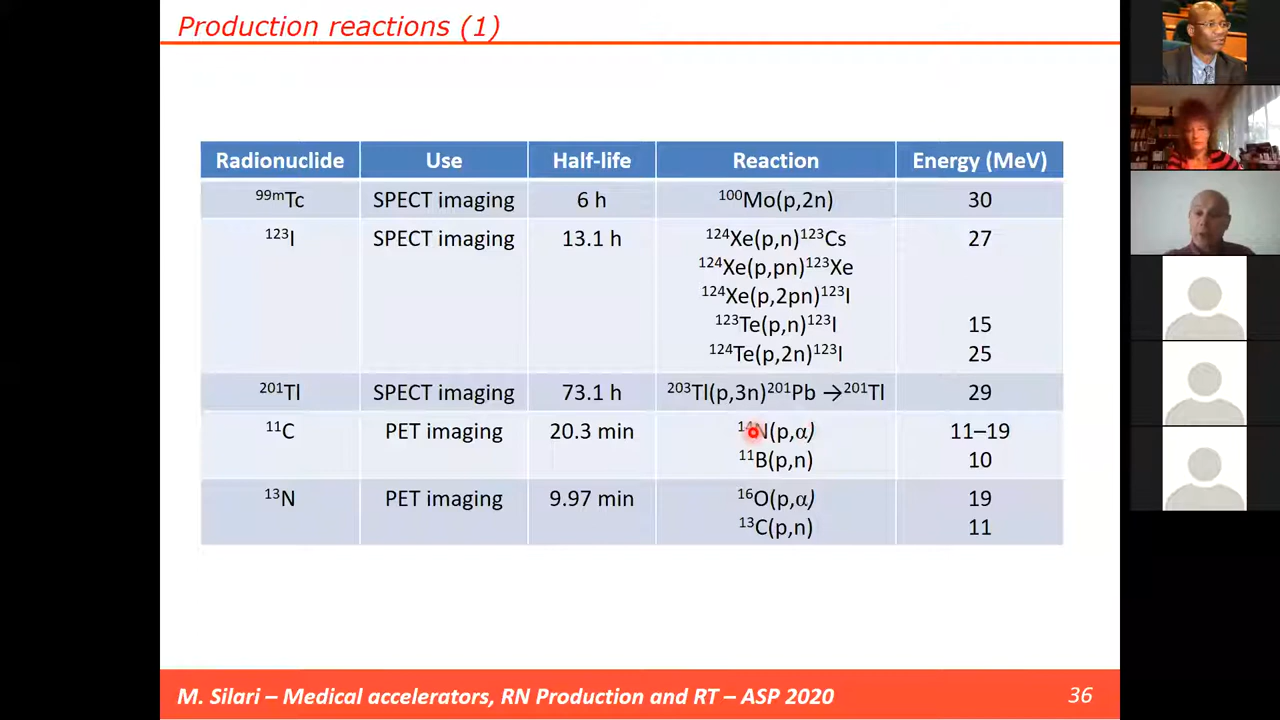 Production reactions (1)
Radionuclide Use Half-life Reaction Energy (MeV)
⁹⁹ᵐTc SPECT imaging 6 h ¹⁰⁰Mo(p,2n) 30
¹²³I SPECT imaging 13.1 h ¹²⁴Xe(p,n)¹²³Cs 27
¹²⁴Xe(p,pn)¹²³Xe
¹²⁴Xe(p,2pn)¹²³I
¹²³Te(p,n)¹²³I 15
¹²⁴Te(p,2n)¹²³I 25
²⁰¹Tl SPECT imaging 73.1 h ²⁰³Tl(p,3n)²⁰¹Pb →²⁰¹Tl 29
¹¹C PET imaging 20.3 min ¹⁴N(p,α) 11–19
¹¹B(p,n) 10
¹³N PET imaging 9.97 min ¹⁶O(p,α) 19
¹³C(p,n) 11
M. Silari – Medical accelerators, RN Production and RT – ASP 2020 36